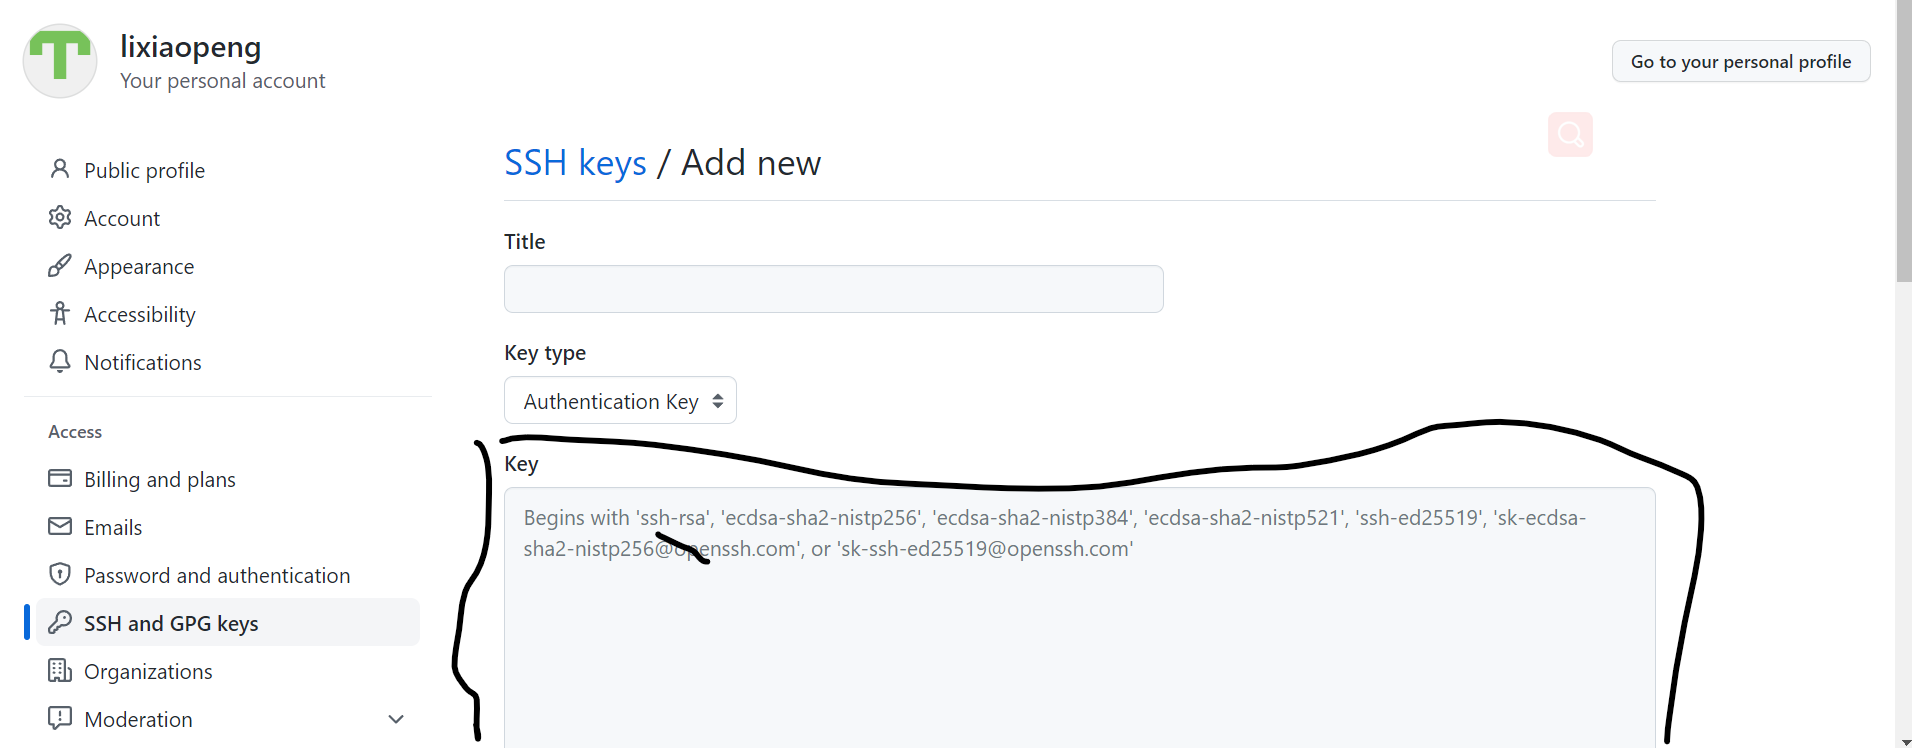 lixiaopeng
Your personal account
Go to your personal profile
Public profile
Account
Appearance
Accessibility
Notifications
Access
Billing and plans
Emails
Password and authentication
SSH and GPG keys
Organizations
Moderation
SSH keys / Add new
Title
Key type
Authentication Key
Key
Begins with 'ssh-rsa', 'ecdsa-sha2-nistp256', 'ecdsa-sha2-nistp384', 'ecdsa-sha2-nistp521', 'ssh-ed25519', 'sk-ecdsa-
sha2-nistp256@openssh.com', or 'sk-ssh-ed25519@openssh.com'